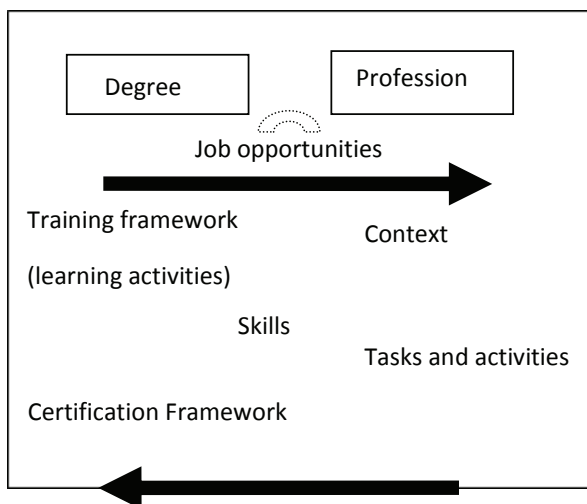 Degree
Profession
Job opportunities
Training framework
Context
(learning activities)
Skills
Tasks and activities
Certification Framework